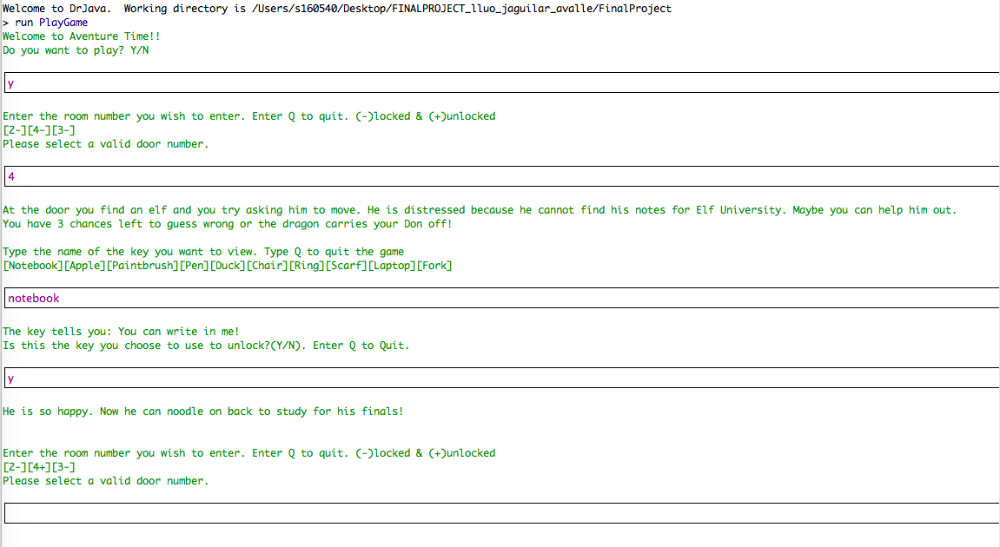 Welcome to DrJava.  Working directory is /Users/s160540/Desktop/FINALPROJECT_lluo_jaguilar_avalle/FinalProject
> run PlayGame
Welcome to Aventure Time!!
Do you want to play? Y/N
y
Enter the room number you wish to enter. Enter Q to quit. (-)locked & (+)unlocked
[2-][4-][3-]
Please select a valid door number.
4
At the door you find an elf and you try asking him to move. He is distressed because he cannot find his notes for Elf University. Maybe you can help him out.
You have 3 chances left to guess wrong or the dragon carries your Don off!
Type the name of the key you want to view. Type Q to quit the game
[Notebook][Apple][Paintbrush][Pen][Duck][Chair][Ring][Scarf][Laptop][Fork]
notebook
The key tells you: You can write in me!
Is this the key you choose to use to unlock?(Y/N). Enter Q to Quit.
y
He is so happy. Now he can noodle on back to study for his finals!
Enter the room number you wish to enter. Enter Q to quit. (-)locked & (+)unlocked
[2-][4+][3-]
Please select a valid door number.